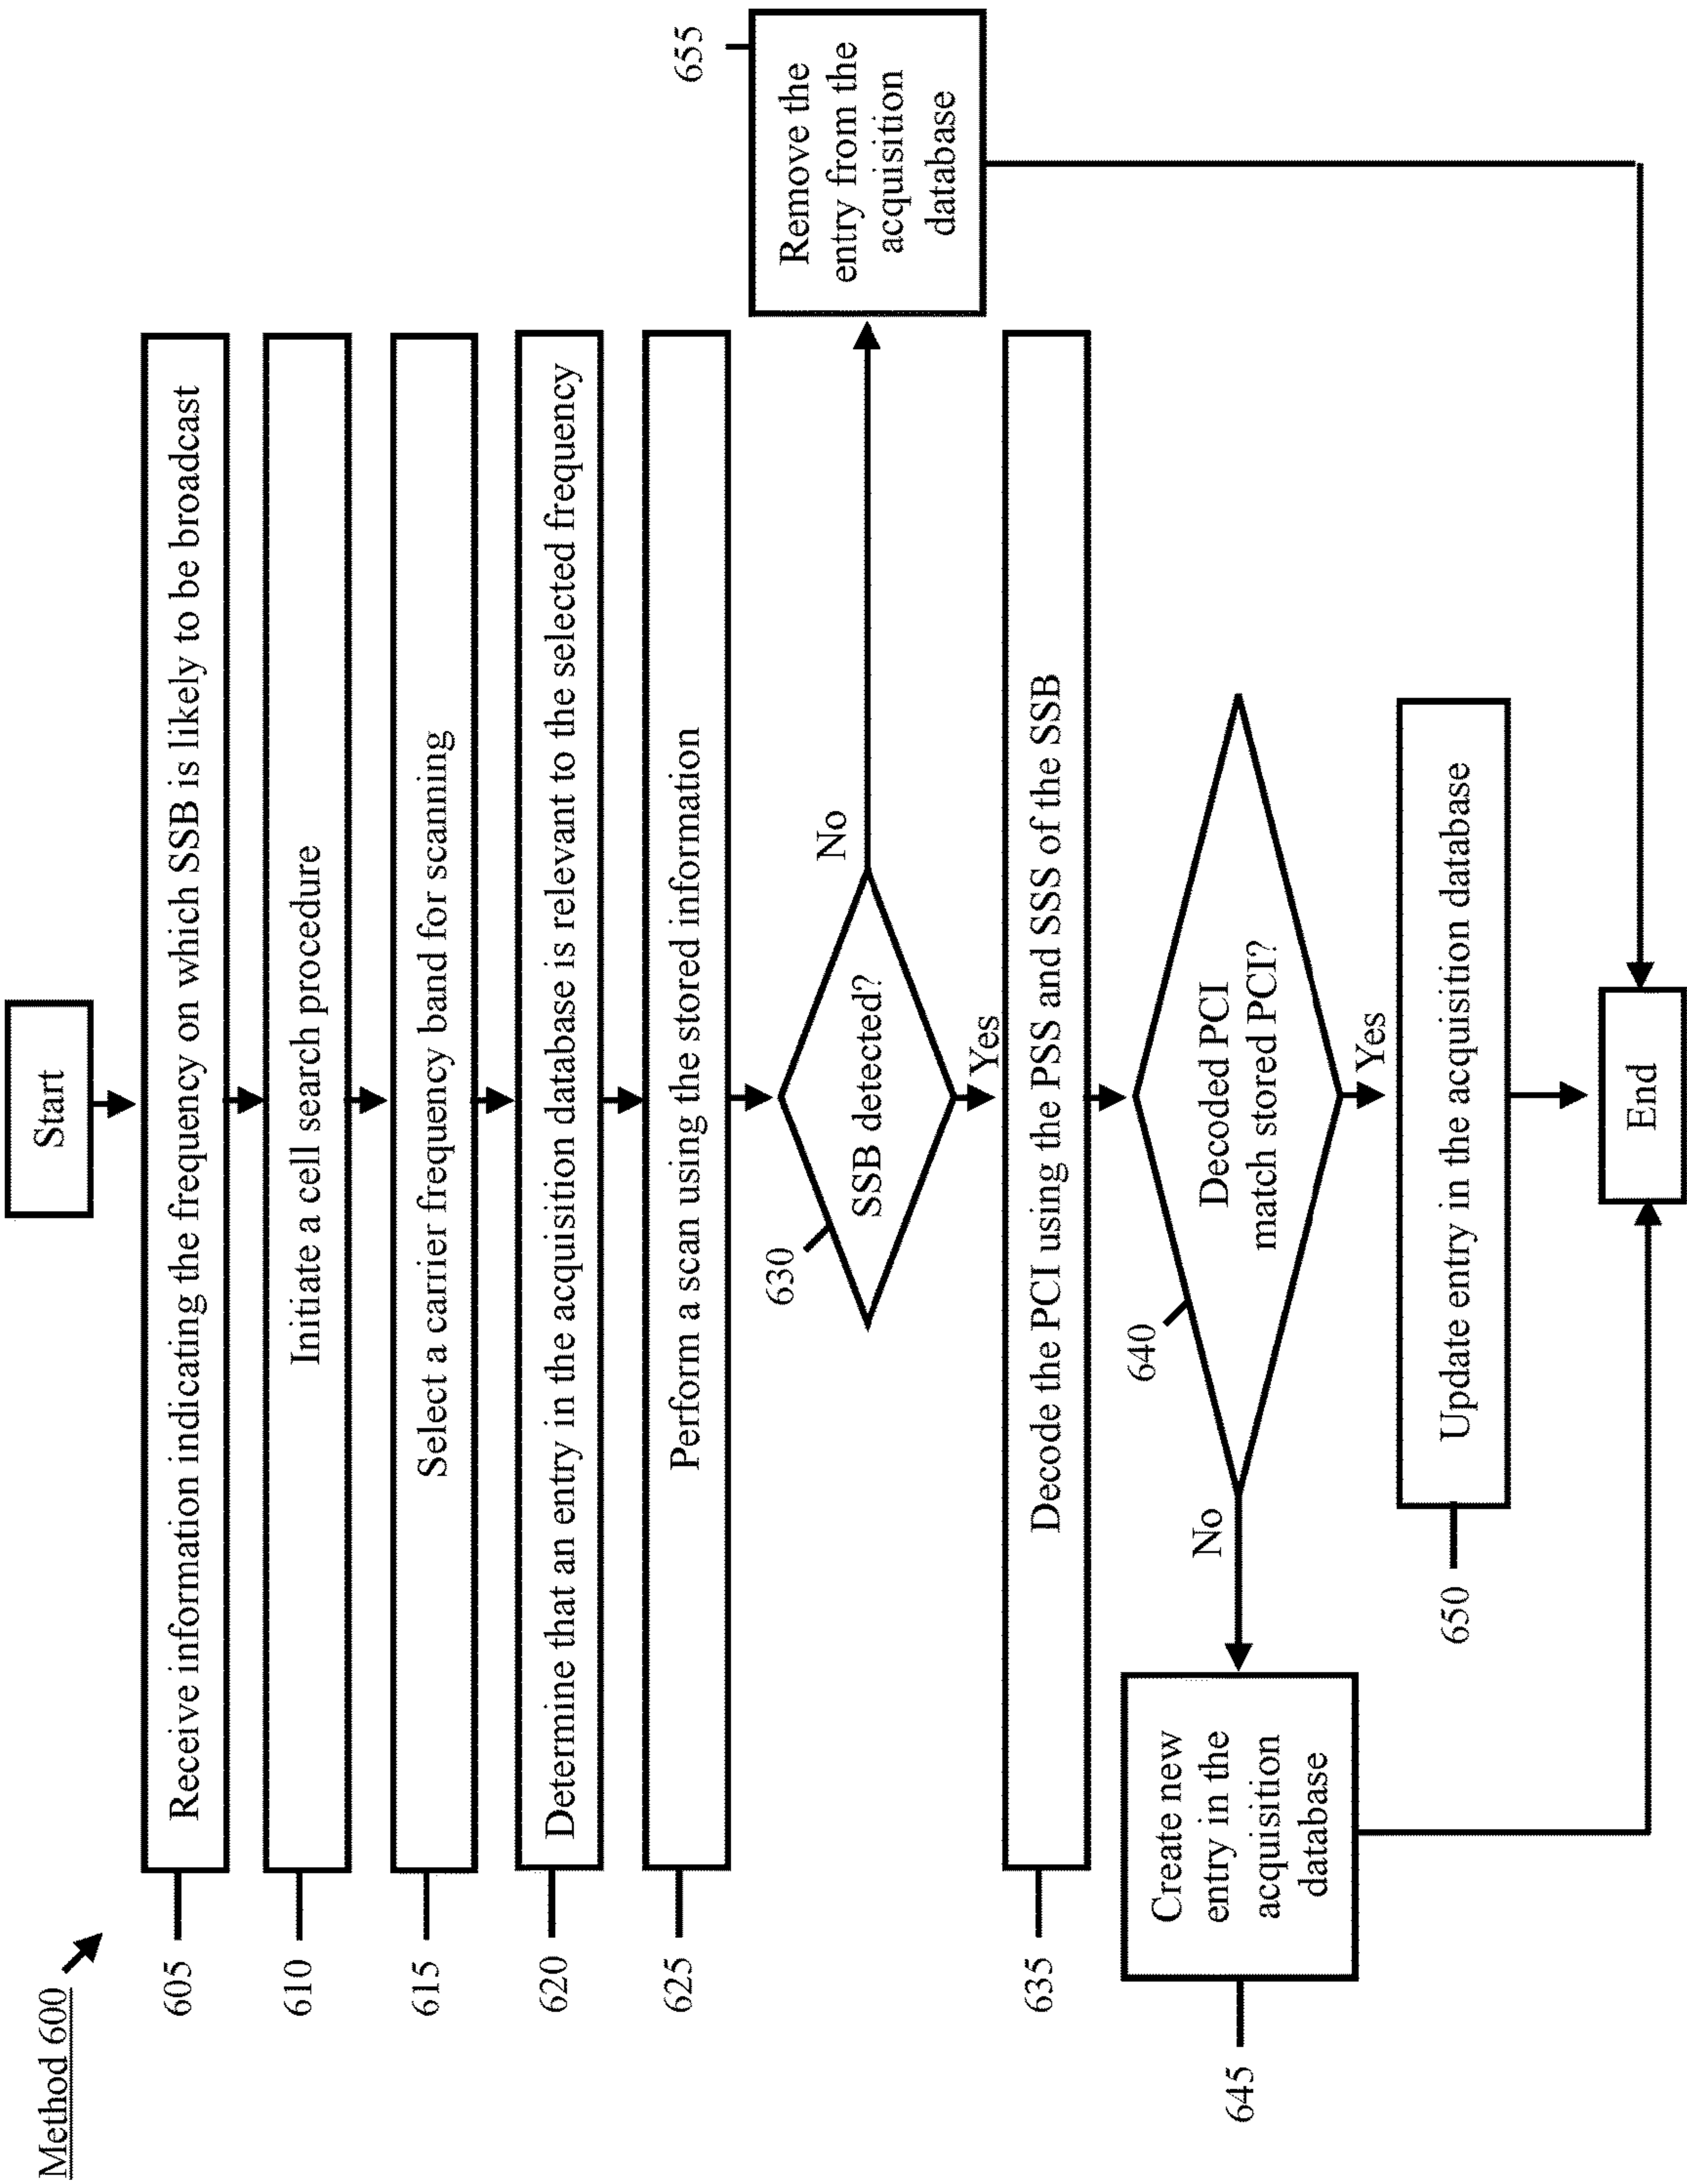 Method 600
Start
605
Receive information indicating the frequency on which SSB is likely to be broadcast
610
Initiate a cell search procedure
615
Select a carrier frequency band for scanning
620
Determine that an entry in the acquisition database is relevant to the selected frequency
625
Perform a scan using the stored information
630
SSB detected?
No
655
Remove the
entry from the
acquisition
database
Yes
635
Decode the PCI using the PSS and SSS of the SSB
640
Decoded PCI
match stored PCI?
No
645
Create new
entry in the
acquisition
database
Yes
650
Update entry in the acquisition database
End